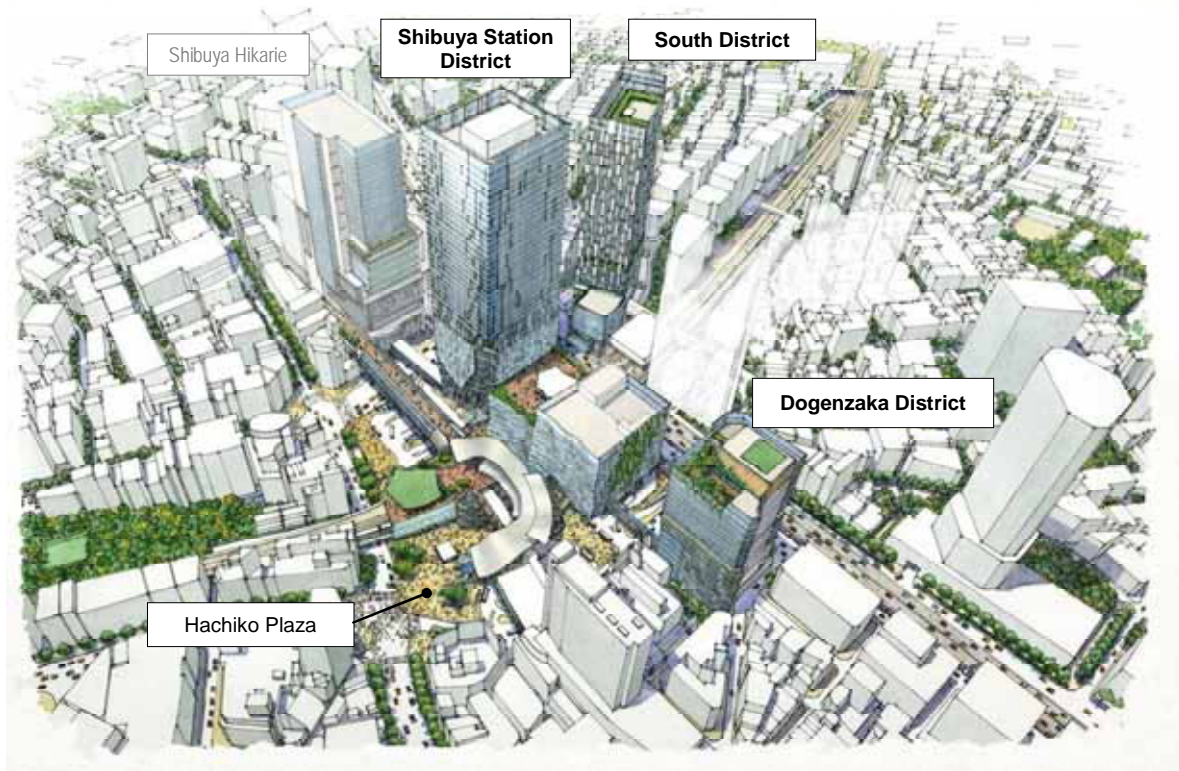 Shibuya Hikarie
Shibuya Station
District
South District
Dogenzaka District
Hachiko Plaza